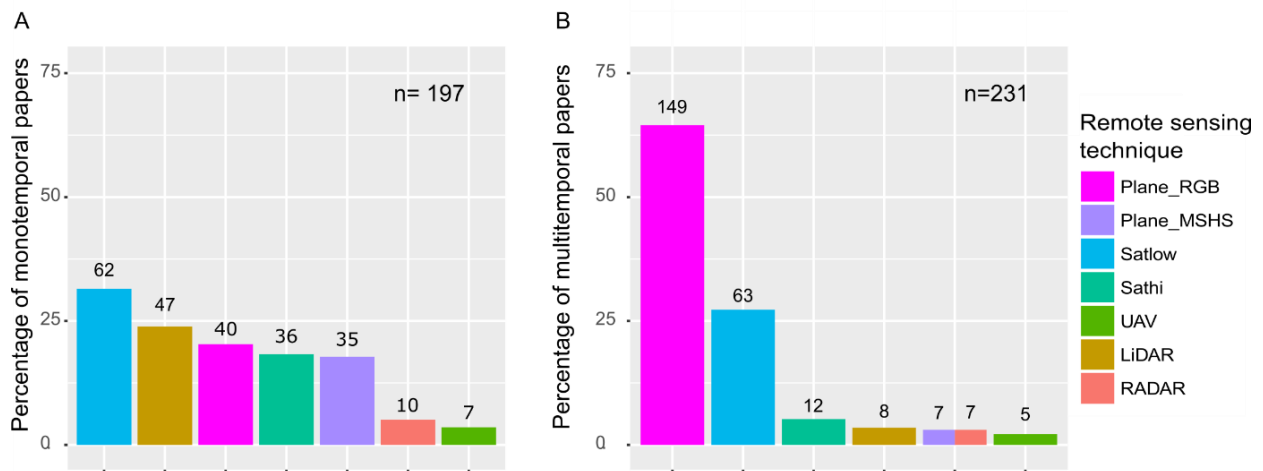 A
Percentage of monotemporal papers
75
50
25
0
n= 197
62
47
40
36
35
10
7
B
Percentage of multitemporal papers
75
50
25
0
n=231
149
63
12
8
7
7
5
Remote sensing
technique
Plane_RGB
Plane_MSHS
Satlow
Sathi
UAV
LiDAR
RADAR